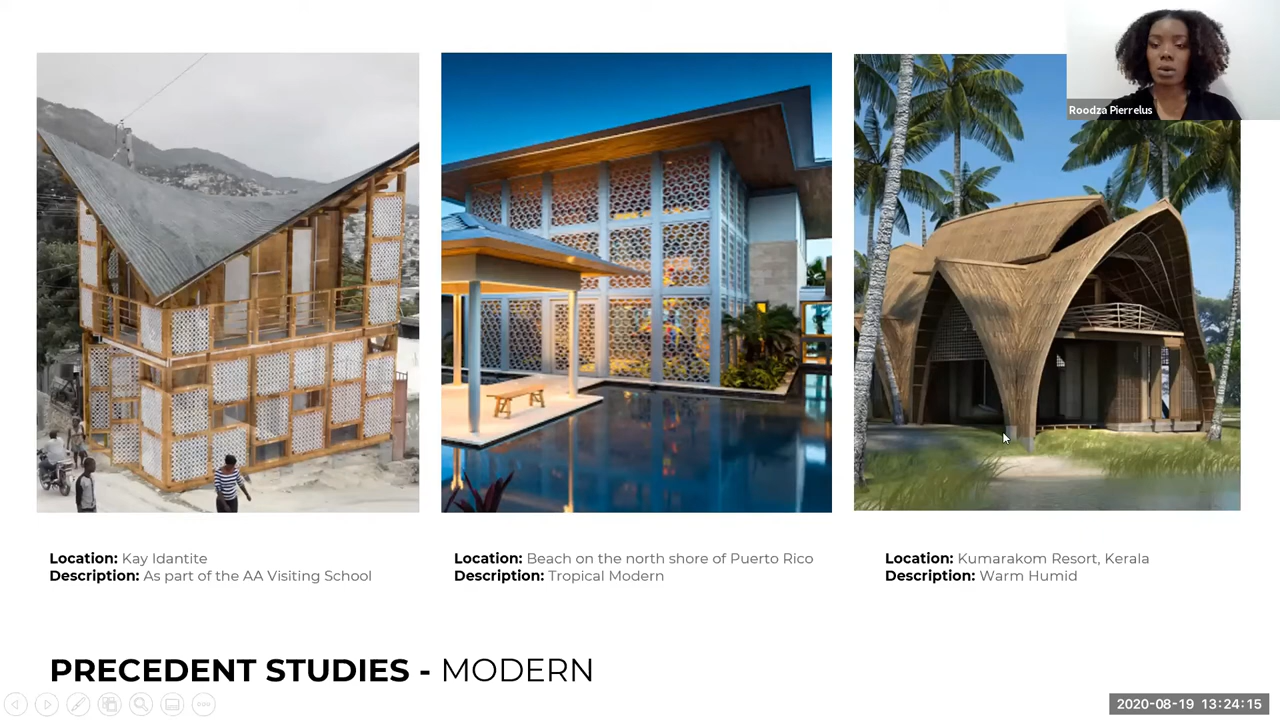 Roodza Pierrelus
Location: Kay Idantite
Description: As part of the AA Visiting School
Location: Beach on the north shore of Puerto Rico
Description: Tropical Modern
Location: Kumarakom Resort, Kerala
Description: Warm Humid
PRECEDENT STUDIES - MODERN
2020-08-19 13:24:15